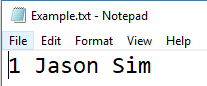 Example.txt - Notepad
File Edit Format View Help
1 Jason Sim